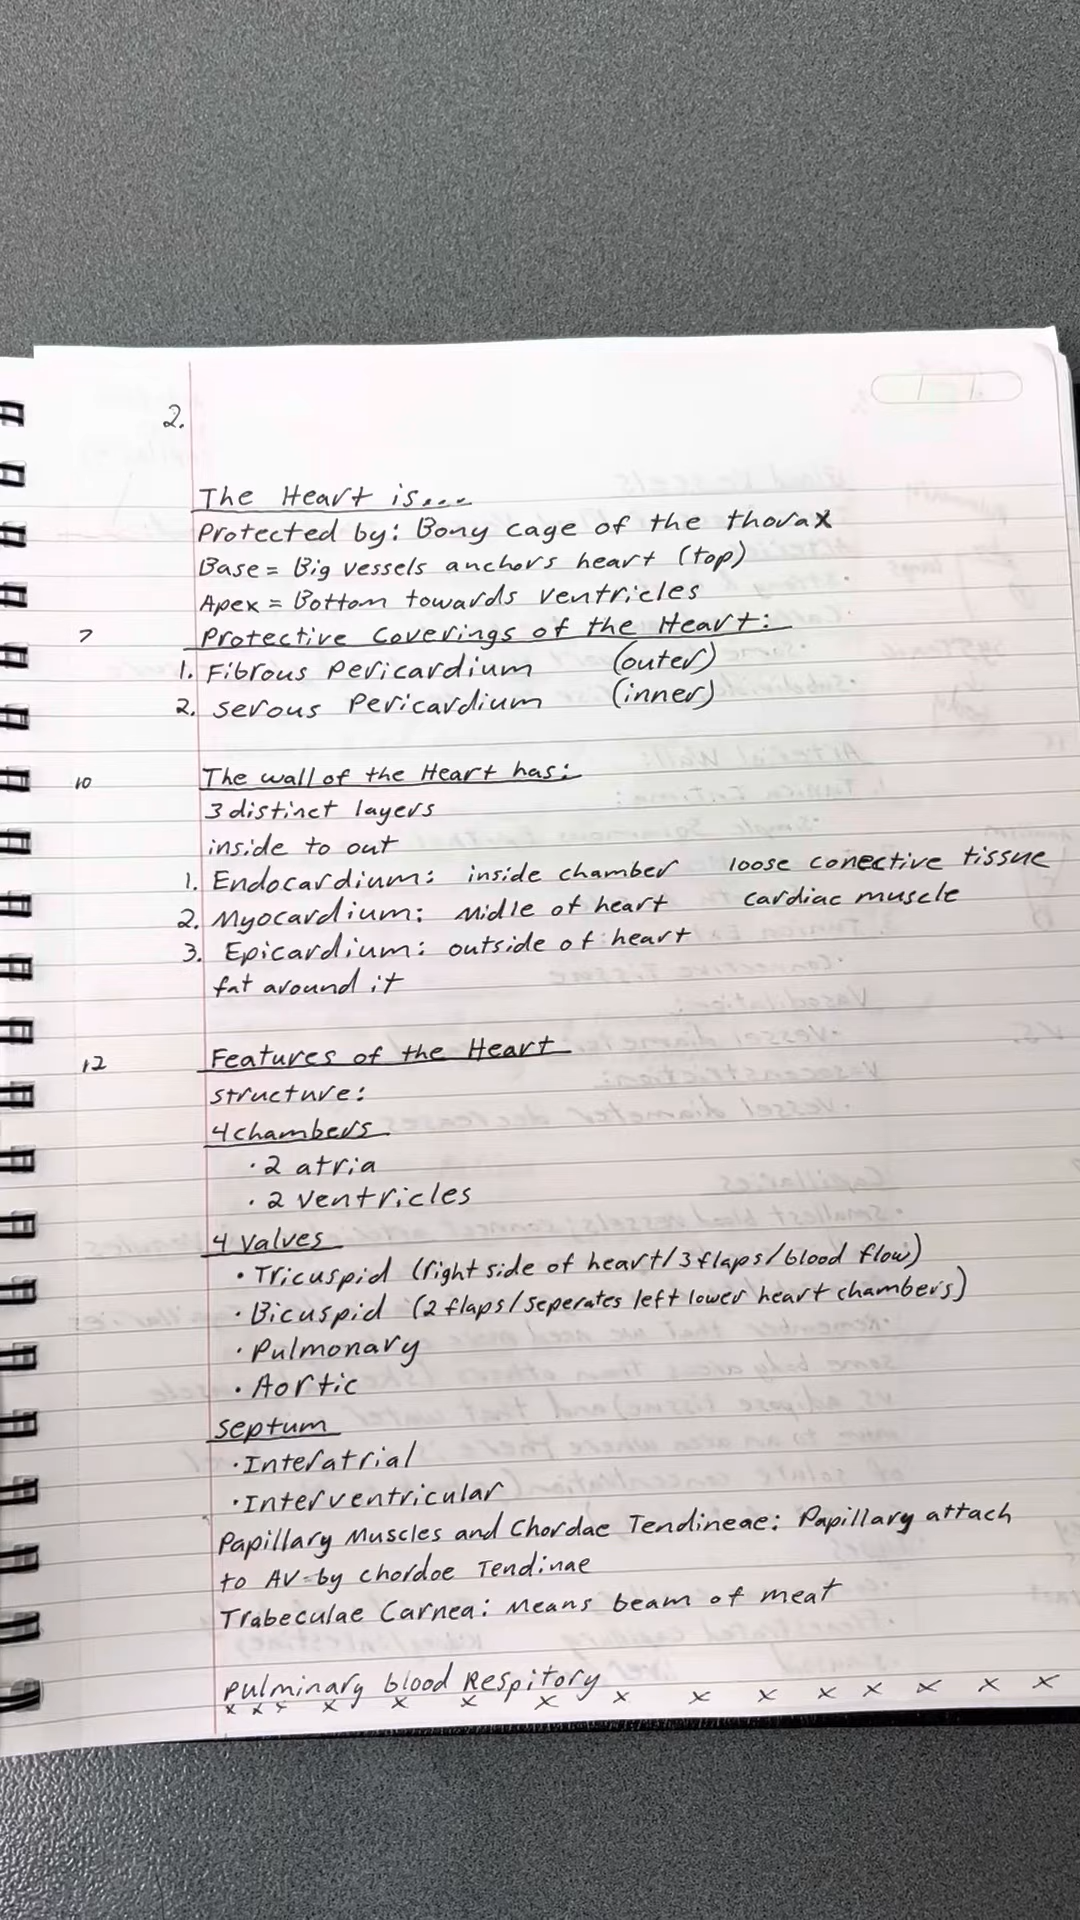 2.
The Heart is...
Protected by: Bony cage of the thorax
Base = Big vessels anchors heart (top)
Apex = Bottom towards ventricles
7 Protective Coverings of the Heart:
1. Fibrous Pericardium (outer)
2. serous Pericardium (inner)
10 The wall of the Heart has:
3 distinct layers
inside to out
1. Endocardium: inside chamber loose conective tissue
2. Myocardium: Midle of heart cardiac muscle
3. Epicardium: outside of heart
fat around it
12 Features of the Heart
structure:
4 chambers
• 2 atria
• 2 ventricles
4 Valves
• Tricuspid (right side of heart/3 flaps/blood flow)
• Bicuspid (2 flaps/seperates left lower heart chambers)
• Pulmonary
• Aortic
Septum
• Interatrial
• Interventricular
Papillary Muscles and Chordae Tendineae: Papillary attach
to AV by chordoe Tendinae
Trabeculae Carnea: Means beam of meat
Pulminary blood Respitory
x x x x x x x x x x x x x x